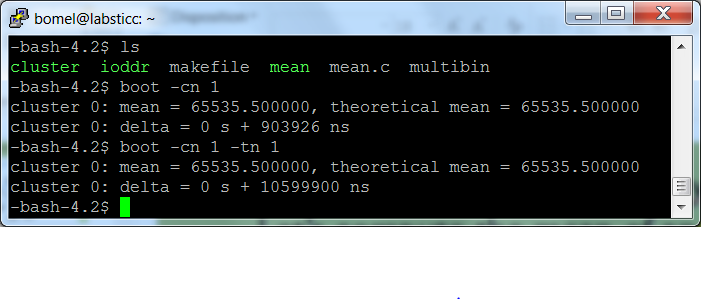 bomel@labsticc: ~
-bash-4.2$ ls
cluster ioddr makefile mean mean.c multibin
-bash-4.2$ boot -cn 1
cluster 0: mean = 65535.500000, theoretical mean = 65535.500000
cluster 0: delta = 0 s + 903926 ns
-bash-4.2$ boot -cn 1 -tn 1
cluster 0: mean = 65535.500000, theoretical mean = 65535.500000
cluster 0: delta = 0 s + 10599900 ns
-bash-4.2$